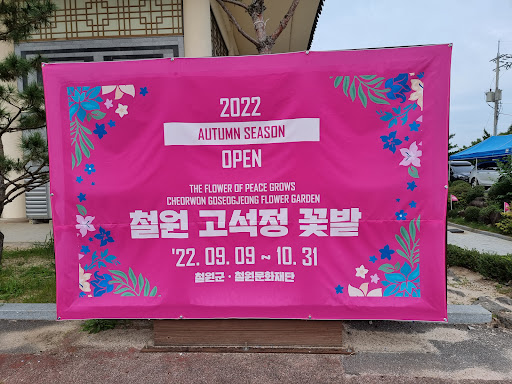 2022
AUTUMN SEASON
OPEN
THE FLOWER OF PEACE GROWS
CHEORWON GOSEOGJEONG FLOWER GARDEN
철원 고석정 꽃밭
'22. 09. 09 ~ 10. 31
철원군 · 철원문화재단